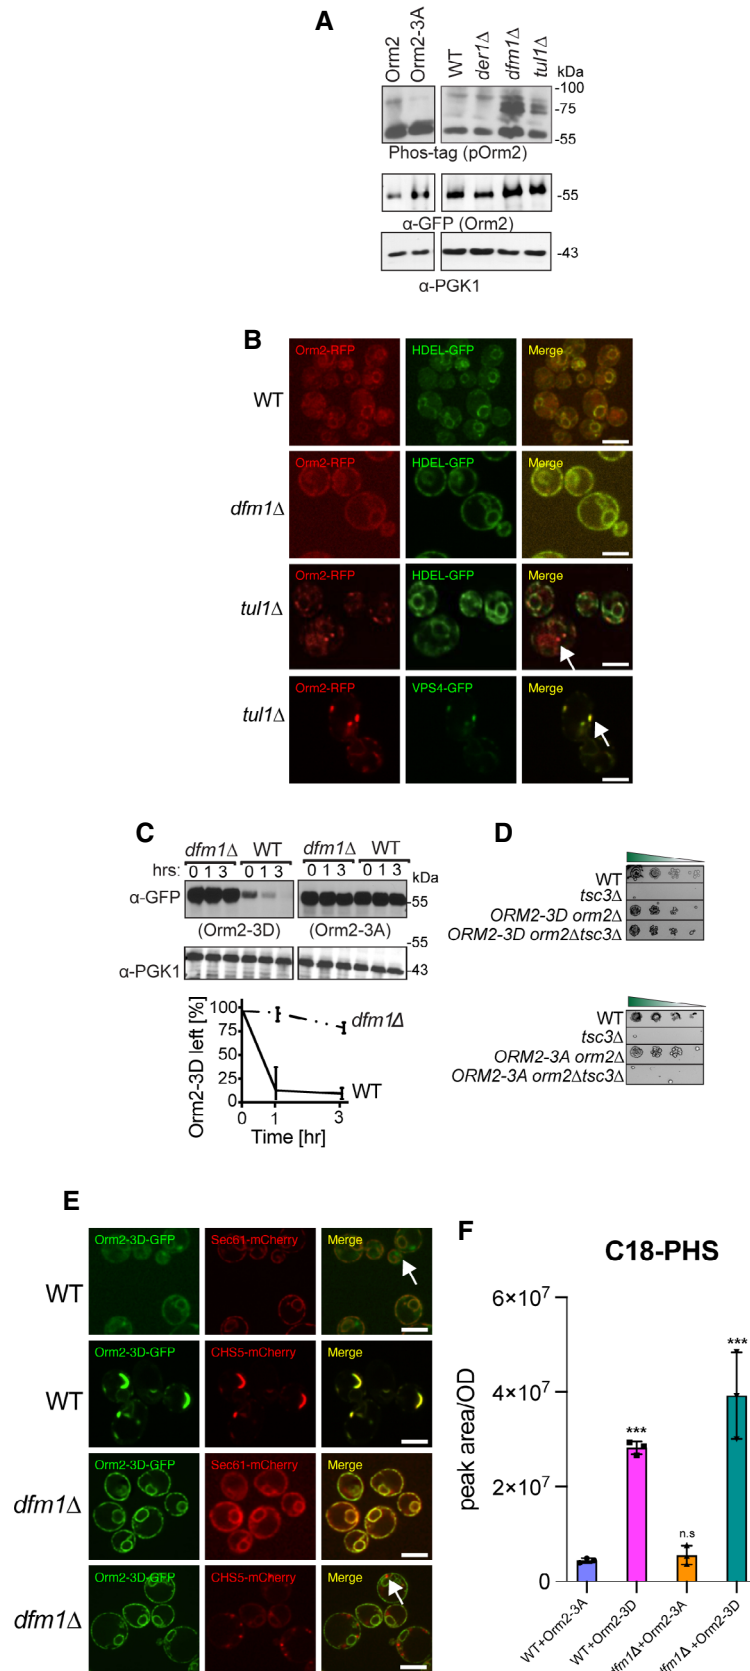 A
Orm2
Orm2-3A
WT
der1Δ
dfm1Δ
tul1Δ
kDa
-100
-75
-55
Phos-tag (pOrm2)
-55
α-GFP (Orm2)
-43
α-PGK1
B
Orm2-RFP HDEL-GFP Merge
WT
Orm2-RFP HDEL-GFP Merge
dfm1Δ
Orm2-RFP HDEL-GFP Merge
tul1Δ
Orm2-RFP VPS4-GFP Merge
tul1Δ
C
dfm1Δ WT dfm1Δ WT
hrs: 0 1 3 0 1 3 0 1 3 0 1 3
kDa
α-GFP
55
(Orm2-3D) (Orm2-3A)
-55
α-PGK1
-43
Orm2-3D left [%]
100
75
50
25
0
dfm1Δ
WT
0 1 3
Time [hr]
D
WT
tsc3Δ
ORM2-3D orm2Δ
ORM2-3D orm2Δtsc3Δ
WT
tsc3Δ
ORM2-3A orm2Δ
ORM2-3A orm2Δtsc3Δ
E
Orm2-3D-GFP Sec61-mCherry Merge
WT
Orm2-3D-GFP CHS5-mCherry Merge
WT
Orm2-3D-GFP Sec61-mCherry Merge
dfm1Δ
Orm2-3D-GFP CHS5-mCherry Merge
dfm1Δ
F
C18-PHS
peak area/OD
6×10⁷
4×10⁷
2×10⁷
0
***
n.s
***
WT+Orm2-3A
WT+Orm2-3D
dfm1Δ+Orm2-3A
dfm1Δ +Orm2-3D